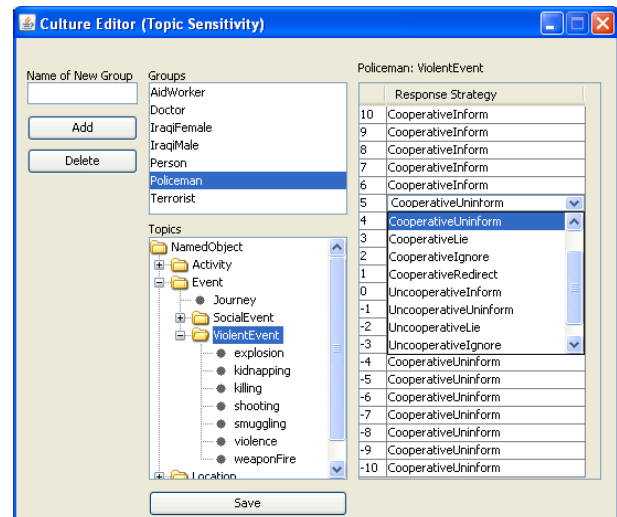 Culture Editor (Topic Sensitivity)
Name of New Group
Add
Delete
Groups
AidWorker
Doctor
IraqiFemale
IraqiMale
Person
Policeman
Terrorist
Topics
NamedObject
Activity
Event
Journey
SocialEvent
ViolentEvent
explosion
kidnapping
killing
shooting
smuggling
violence
weaponFire
Location
Save
Policeman: ViolentEvent
Response Strategy
10 CooperativeInform
9 CooperativeInform
8 CooperativeInform
7 CooperativeInform
6 CooperativeInform
5 CooperativeUninform
4 CooperativeUninform
3 CooperativeLie
2 CooperativeIgnore
1 CooperativeRedirect
0 UncooperativeInform
-1 UncooperativeUninform
-2 UncooperativeLie
-3 UncooperativeIgnore
-4 CooperativeUninform
-5 CooperativeUninform
-6 CooperativeUninform
-7 CooperativeUninform
-8 CooperativeUninform
-9 CooperativeUninform
-10 CooperativeUninform